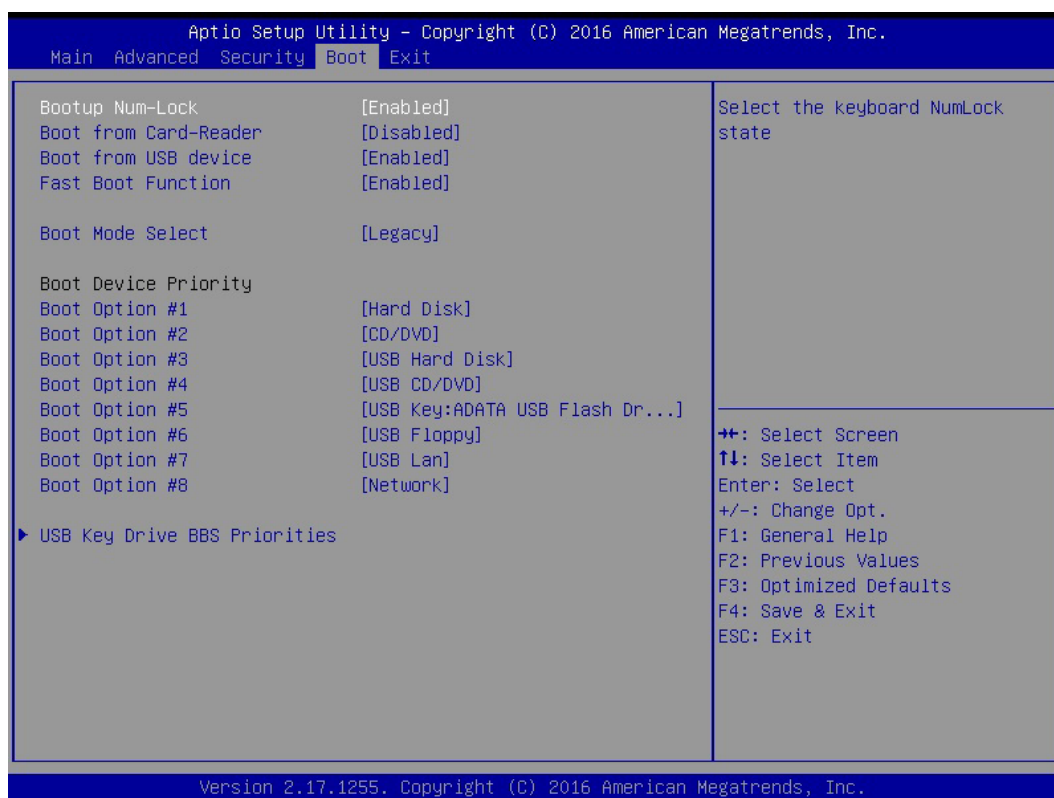 Aptio Setup Utility – Copyright (C) 2016 American Megatrends, Inc.
Main Advanced Security Boot Exit
Bootup Num-Lock [Enabled]
Boot from Card-Reader [Disabled]
Boot from USB device [Enabled]
Fast Boot Function [Enabled]
Boot Mode Select [Legacy]
Boot Device Priority
Boot Option #1 [Hard Disk]
Boot Option #2 [CD/DVD]
Boot Option #3 [USB Hard Disk]
Boot Option #4 [USB CD/DVD]
Boot Option #5 [USB Key:ADATA USB Flash Dr...]
Boot Option #6 [USB Floppy]
Boot Option #7 [USB Lan]
Boot Option #8 [Network]
USB Key Drive BBS Priorities
Select the keyboard NumLock
state
→←: Select Screen
↑↓: Select Item
Enter: Select
+/-: Change Opt.
F1: General Help
F2: Previous Values
F3: Optimized Defaults
F4: Save & Exit
ESC: Exit
Version 2.17.1255. Copyright (C) 2016 American Megatrends, Inc.